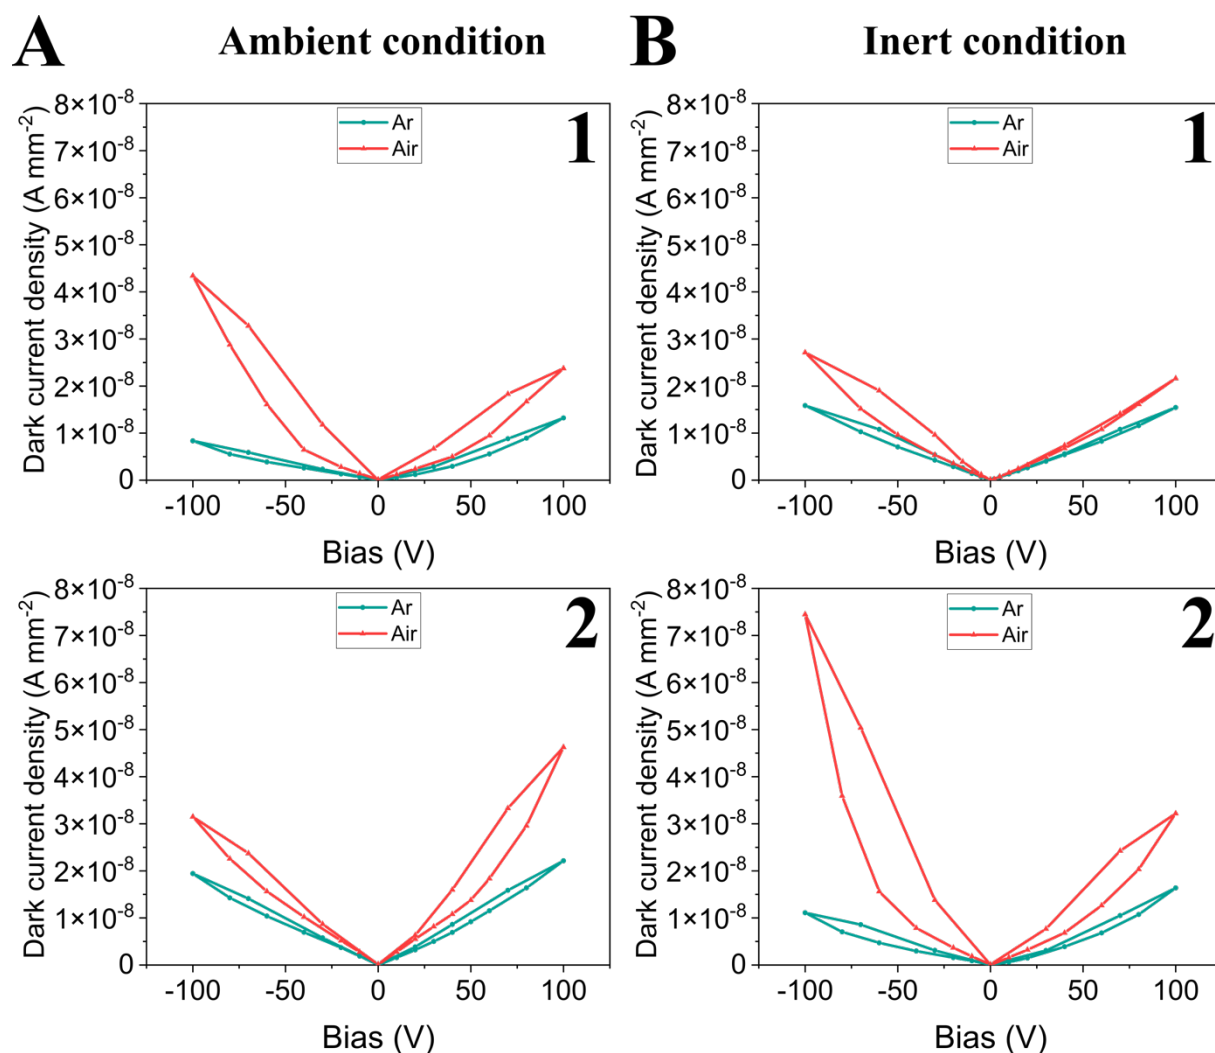 A Ambient condition
B Inert condition
Dark current density (A mm⁻²)
8×10⁻⁸
7×10⁻⁸
6×10⁻⁸
5×10⁻⁸
4×10⁻⁸
3×10⁻⁸
2×10⁻⁸
1×10⁻⁸
0
Ar
Air
1
-100 -50 0 50 100
Bias (V)
Dark current density (A mm⁻²)
8×10⁻⁸
7×10⁻⁸
6×10⁻⁸
5×10⁻⁸
4×10⁻⁸
3×10⁻⁸
2×10⁻⁸
1×10⁻⁸
0
Ar
Air
1
-100 -50 0 50 100
Bias (V)
Dark current density (A mm⁻²)
8×10⁻⁸
7×10⁻⁸
6×10⁻⁸
5×10⁻⁸
4×10⁻⁸
3×10⁻⁸
2×10⁻⁸
1×10⁻⁸
0
Ar
Air
2
-100 -50 0 50 100
Bias (V)
Dark current density (A mm⁻²)
8×10⁻⁸
7×10⁻⁸
6×10⁻⁸
5×10⁻⁸
4×10⁻⁸
3×10⁻⁸
2×10⁻⁸
1×10⁻⁸
0
Ar
Air
2
-100 -50 0 50 100
Bias (V)